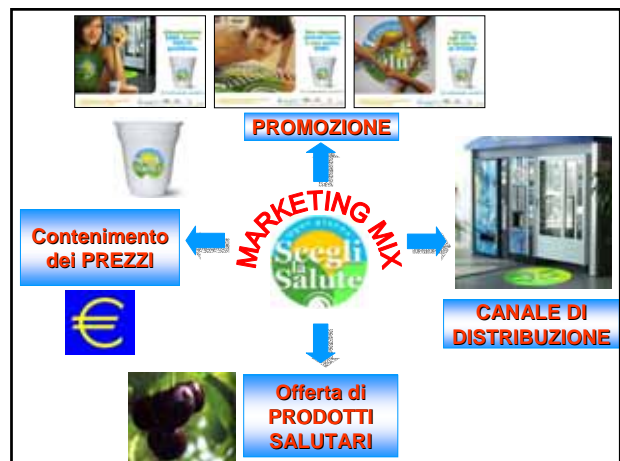 PROMOZIONE
MARKETING MIX
Scegli
la
Salute
Contenimento
dei PREZZI
€
CANALE DI
DISTRIBUZIONE
Offerta di
PRODOTTI
SALUTARI